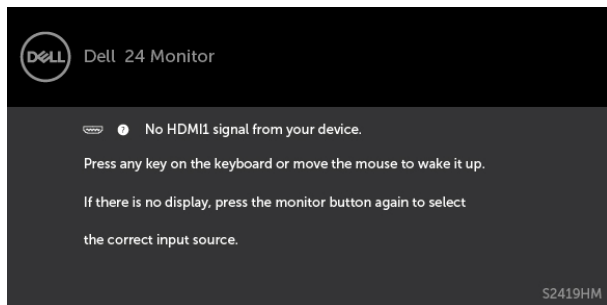 DELL Dell 24 Monitor
? No HDMI1 signal from your device.
Press any key on the keyboard or move the mouse to wake it up.
If there is no display, press the monitor button again to select
the correct input source.
S2419HM